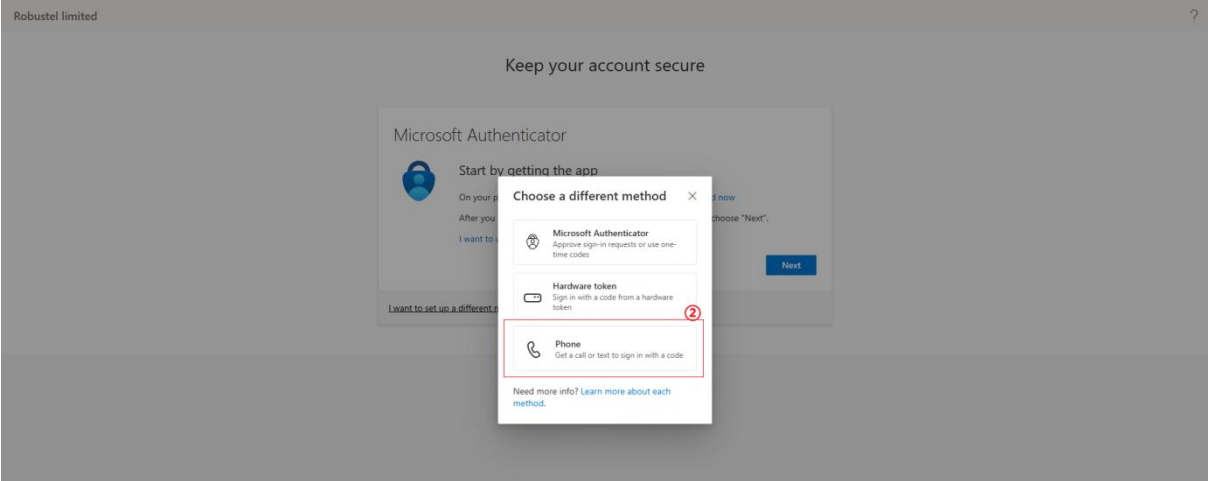 Robustel limited
?
Keep your account secure
Microsoft Authenticator
Start by getting the app
On your p
d now
After you
choose "Next".
I want to
Next
I want to set up a different
Choose a different method
Microsoft Authenticator
Approve sign-in requests or use one-
time codes
Hardware token
Sign in with a code from a hardware
token
②
Phone
Get a call or text to sign in with a code
Need more info? Learn more about each
method.